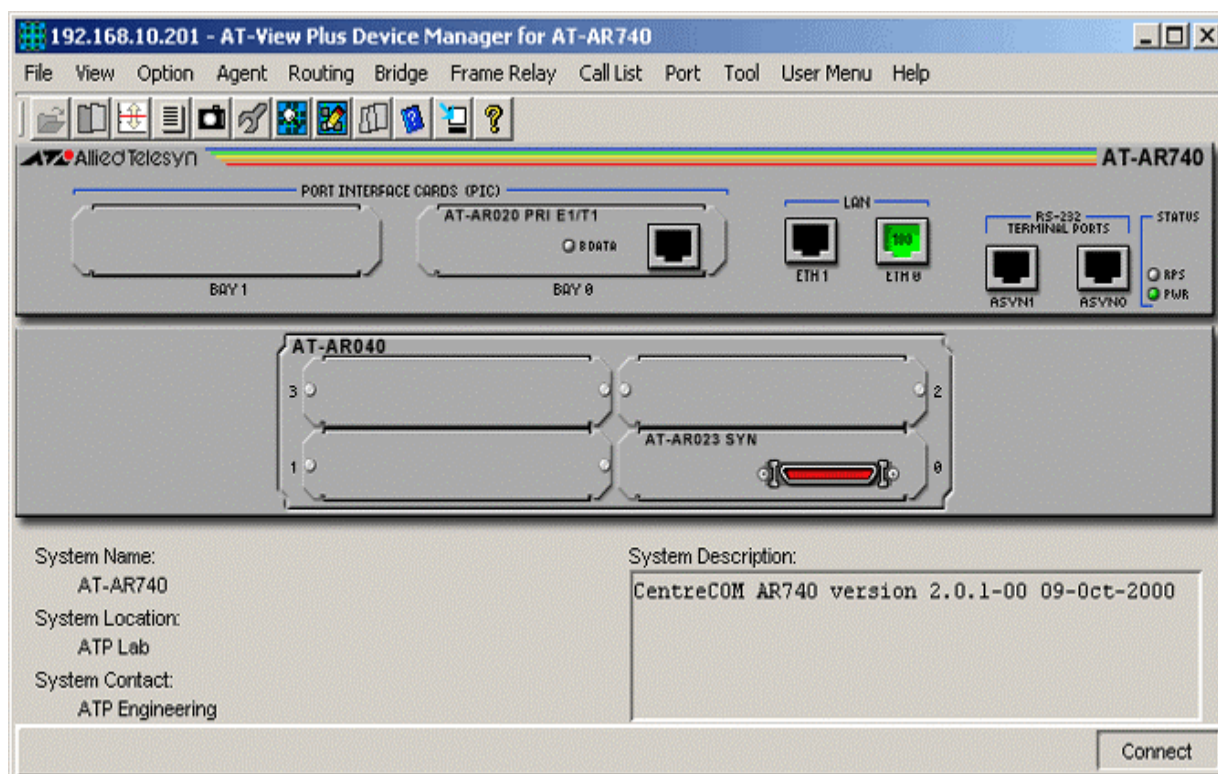 192.168.10.201 - AT-View Plus Device Manager for AT-AR740
File View Option Agent Routing Bridge Frame Relay Call List Port Tool User Menu Help
Allied Telesyn
AT-AR740
PORT INTERFACE CARDS (PIC)
AT-AR020 PRI E1/T1
B DATA
BAY 1
BAY 0
LAN
100
ETH 1
ETH 0
RS-232
TERMINAL PORTS
ASYN1
ASYN0
STATUS
RPS
PWR
AT-AR040
3
2
AT-AR023 SYN
1
0
System Name:
AT-AR740
System Location:
ATP Lab
System Contact:
ATP Engineering
System Description:
CentreCOM AR740 version 2.0.1-00 09-Oct-2000
Connect